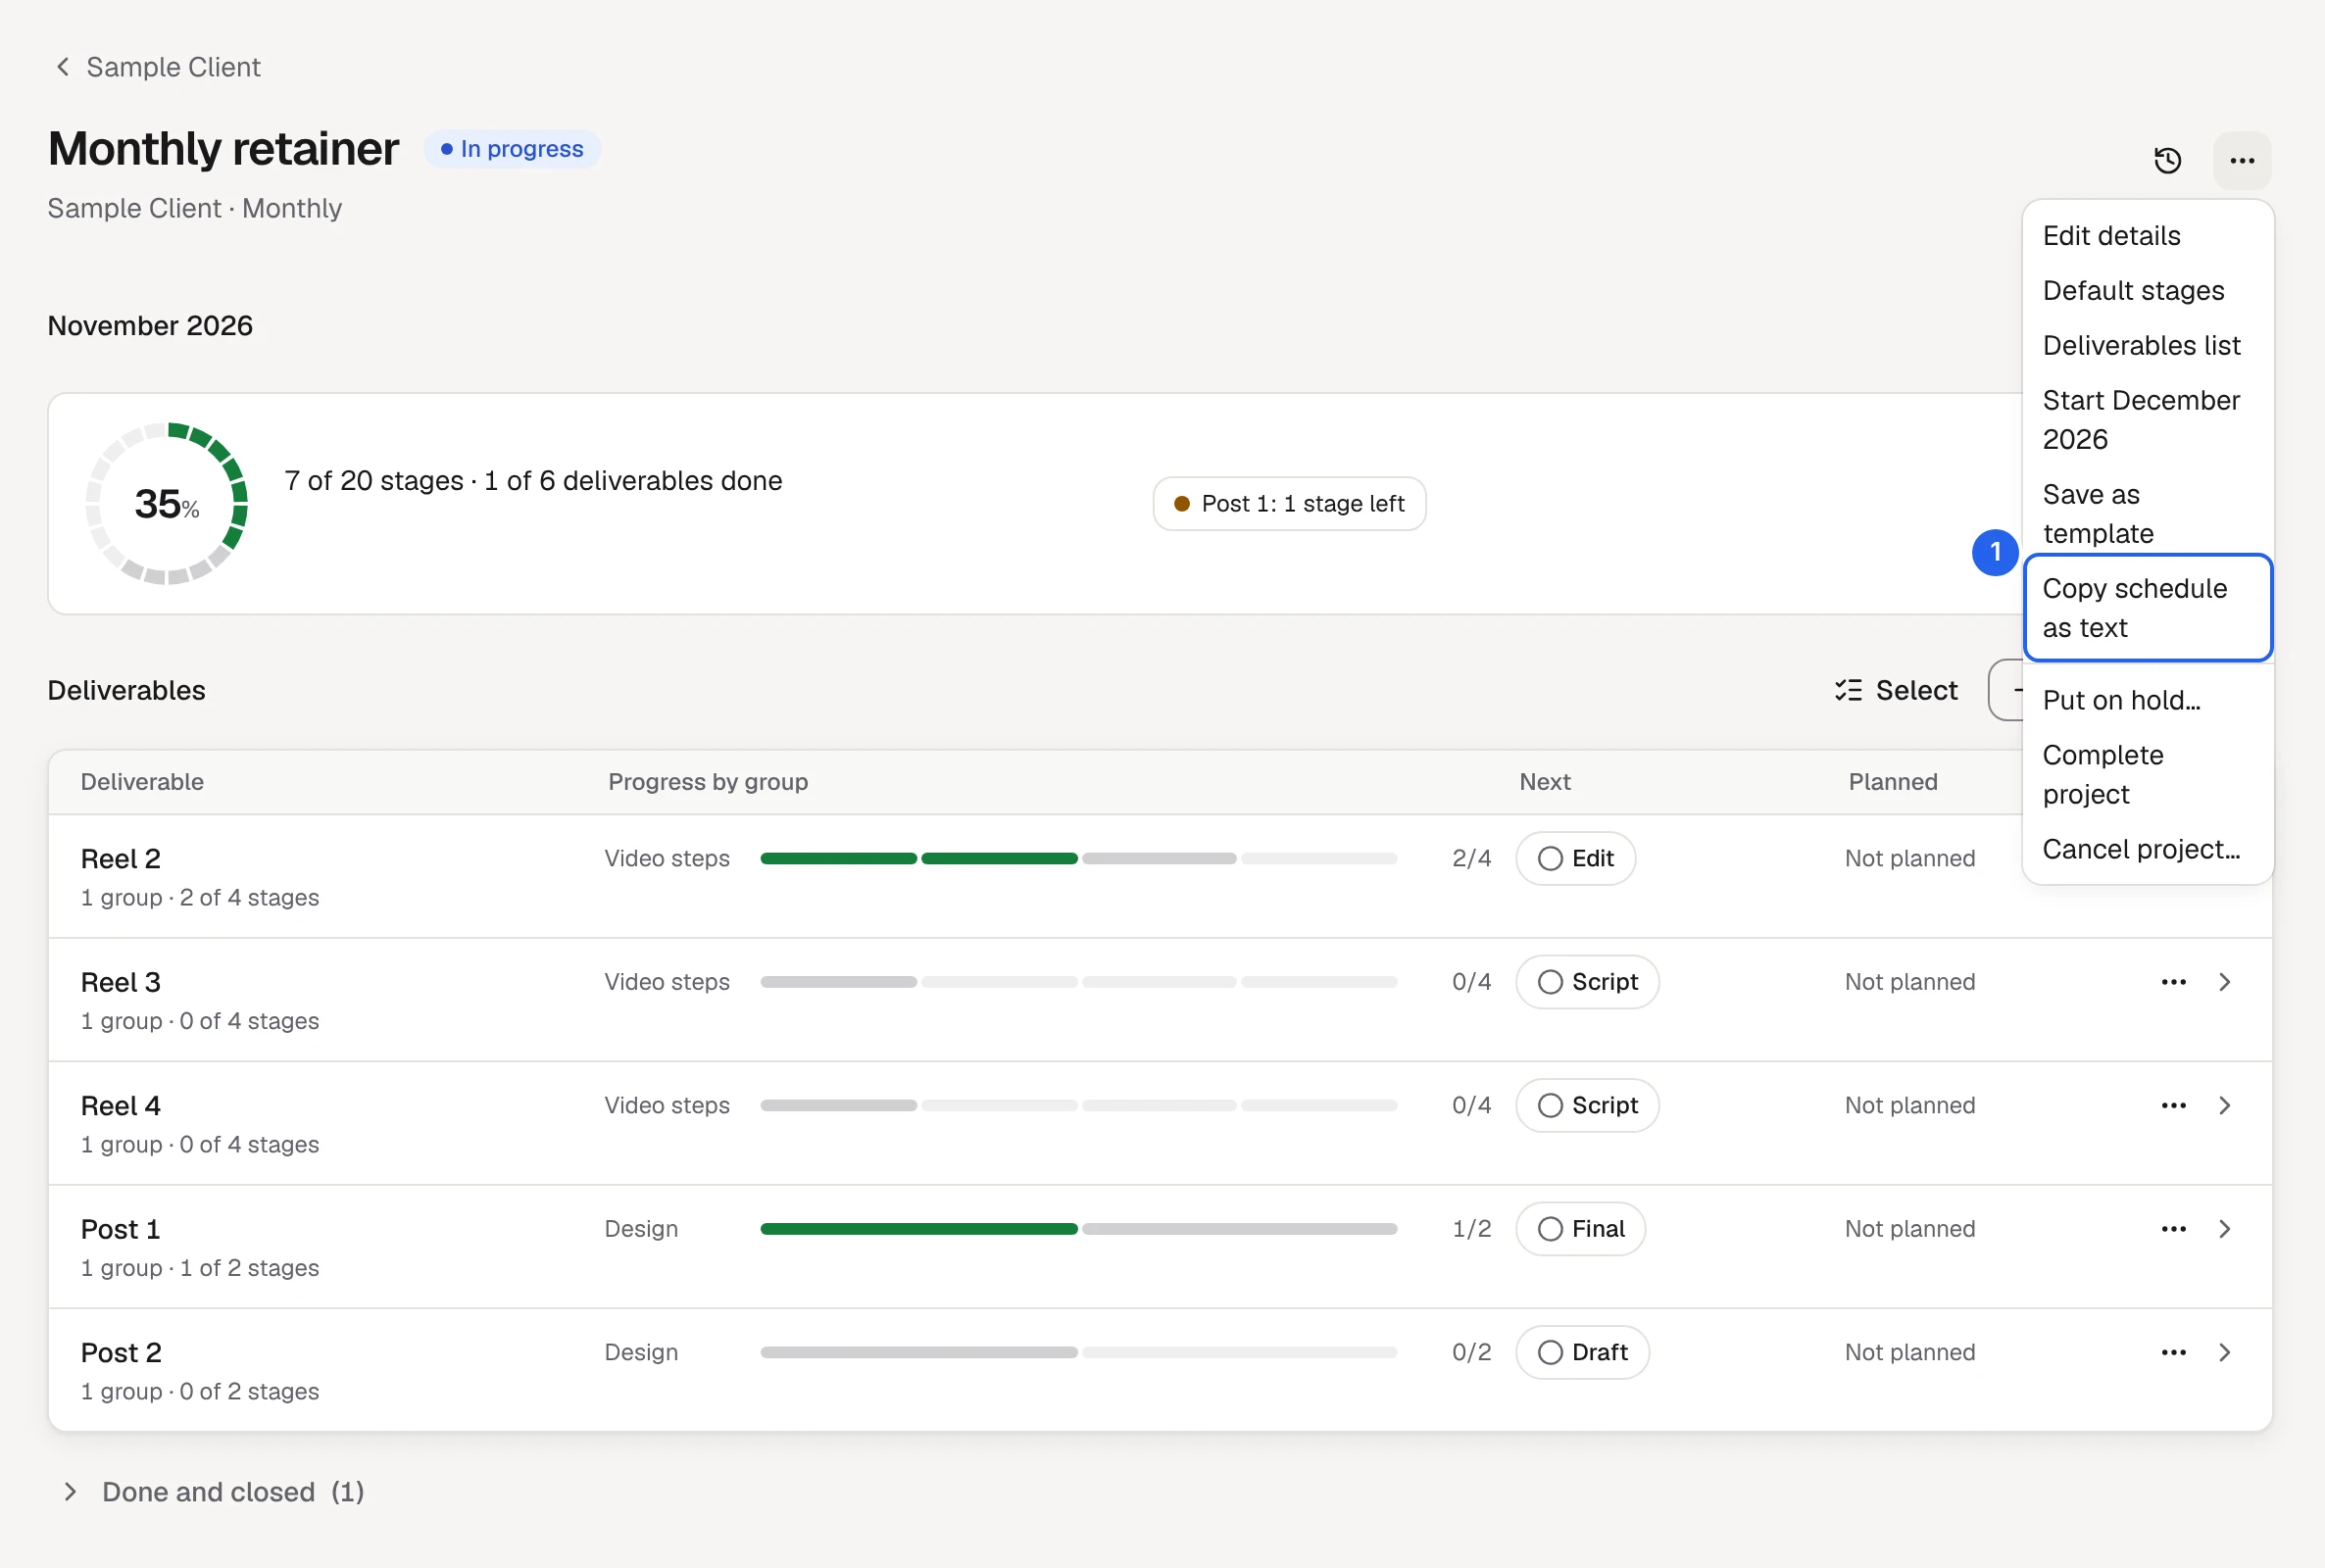 Sample Client
Monthly retainer
In progress
Sample Client · Monthly
Edit details
Default stages
Deliverables list
Start December
2026
Save as
template
1
Copy schedule
as text
Put on hold…
Complete
project
Cancel project…
November 2026
35%
7 of 20 stages · 1 of 6 deliverables done
Post 1: 1 stage left
Deliverables
Select
Deliverable Progress by group Next Planned
Reel 2 Video steps 2/4 Edit Not planned
1 group · 2 of 4 stages
Reel 3 Video steps 0/4 Script Not planned
1 group · 0 of 4 stages
Reel 4 Video steps 0/4 Script Not planned
1 group · 0 of 4 stages
Post 1 Design 1/2 Final Not planned
1 group · 1 of 2 stages
Post 2 Design 0/2 Draft Not planned
1 group · 0 of 2 stages
Done and closed (1)